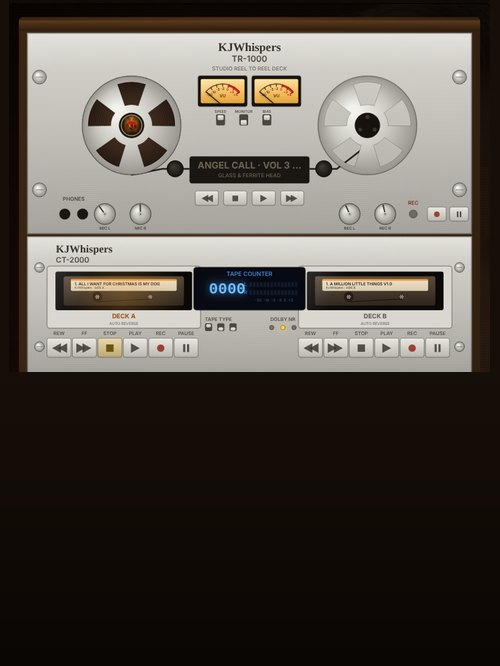 KJWhispers
TR-1000
STUDIO REEL TO REEL DECK
VU VU
SPEED MONITOR BIAS
ANGEL CALL · VOL 3 ...
GLASS & FERRITE HEAD
PHONES
MIC L MIC R
REC L REC R
REC
KJWhispers
CT-2000
TAPE COUNTER
0000
1. ALL I WANT FOR CHRISTMAS IS MY DOG
DECK A
AUTO REVERSE
1. A MILLION LITTLE THINGS V1.0
DECK B
AUTO REVERSE
TAPE TYPE
DOLBY NR
REW FF STOP PLAY REC PAUSE
REW FF STOP PLAY REC PAUSE